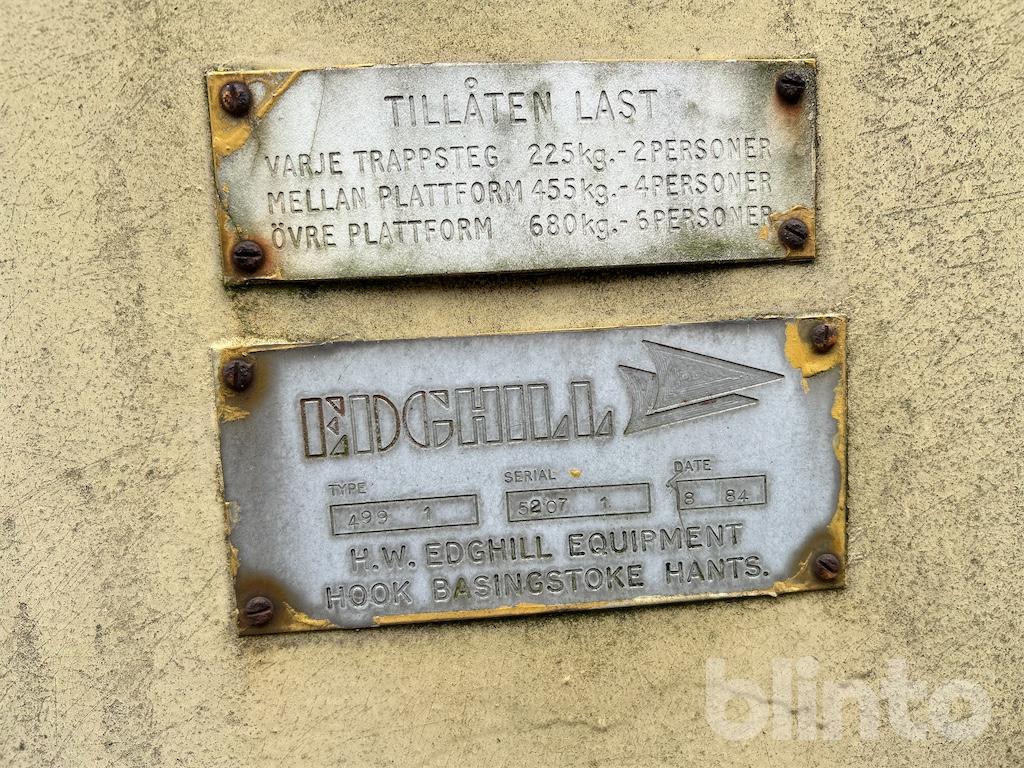 TILLÅTEN LAST
VARJE TRAPPSTEG 225kg.-2PERSONER
MELLAN PLATTFORM 455kg.-4PERSONER
ÖVRE PLATTFORM 680kg.-6PERSONER
EDGHILL
TYPE SERIAL DATE
499 1 5207 1 8 84
H.W. EDGHILL EQUIPMENT
HOOK BASINGSTOKE HANTS.
blinto